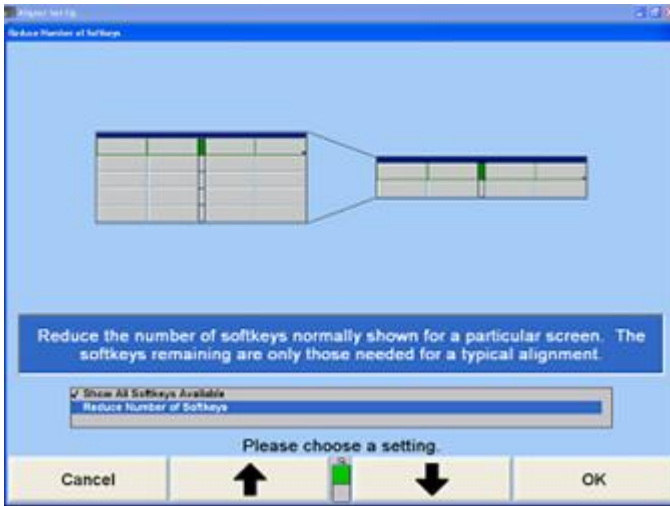 Aligner Set Up
Reduce Number of Softkeys
Reduce the number of softkeys normally shown for a particular screen. The
softkeys remaining are only those needed for a typical alignment.
Show All Softkeys Available
Reduce Number of Softkeys
Please choose a setting.
Cancel
OK